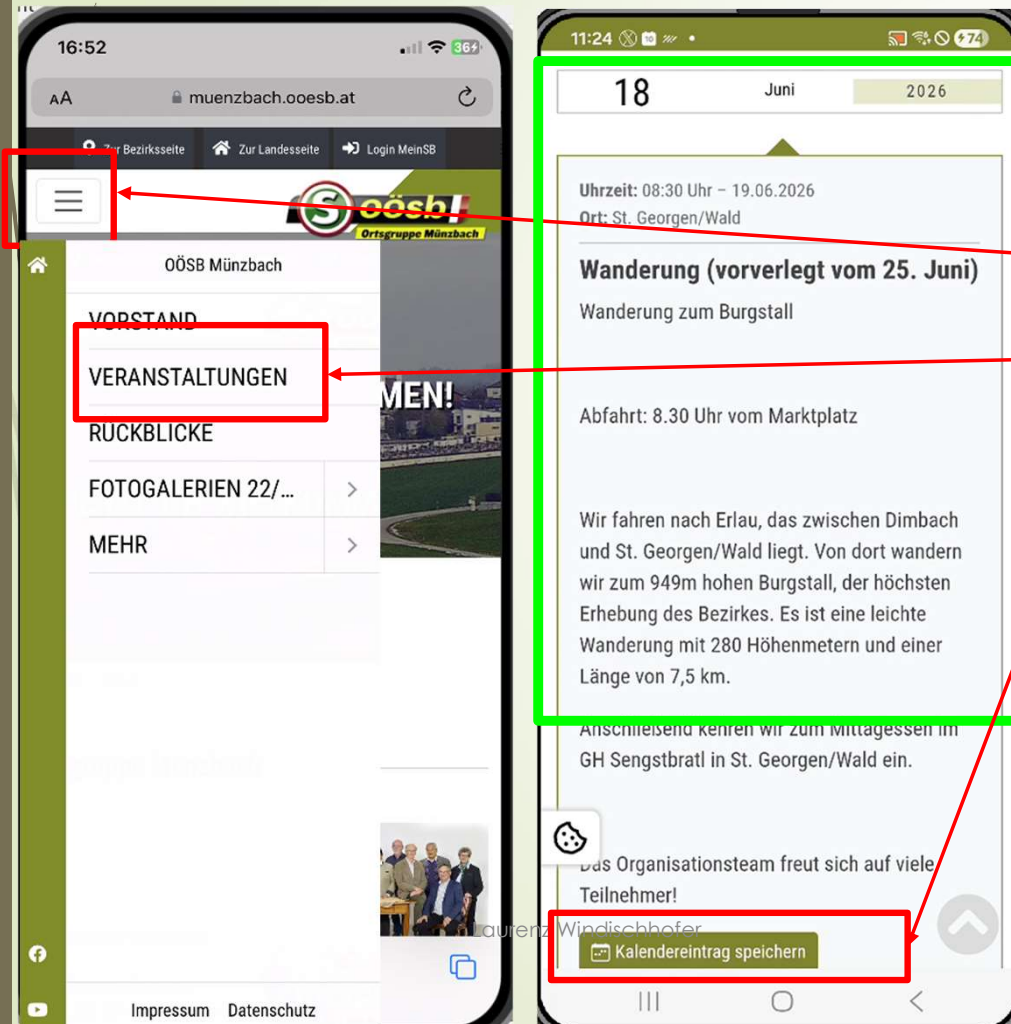 16:52
36
AA
muenzbach.ooesb.at
Zur Bezirksseite
Zur Landesseite
Login MeinSB
S oösb
Ortsgruppe Münzbach
OÖSB Münzbach
VORSTAND
VERANSTALTUNGEN
RÜCKBLICKE
FOTOGALERIEN 22/...
MEHR
MEN!
Impressum Datenschutz
11:24
74
18
Juni
2026
Uhrzeit: 08:30 Uhr – 19.06.2026
Ort: St. Georgen/Wald
Wanderung (vorverlegt vom 25. Juni)
Wanderung zum Burgstall
Abfahrt: 8.30 Uhr vom Marktplatz
Wir fahren nach Erlau, das zwischen Dimbach
und St. Georgen/Wald liegt. Von dort wandern
wir zum 949m hohen Burgstall, der höchsten
Erhebung des Bezirkes. Es ist eine leichte
Wanderung mit 280 Höhenmetern und einer
Länge von 7,5 km.
Anschließend kehren wir zum Mittagessen im
GH Sengstbratl in St. Georgen/Wald ein.
Das Organisationsteam freut sich auf viele
Teilnehmer!
Laurenz Windischhofer
Kalendereintrag speichern